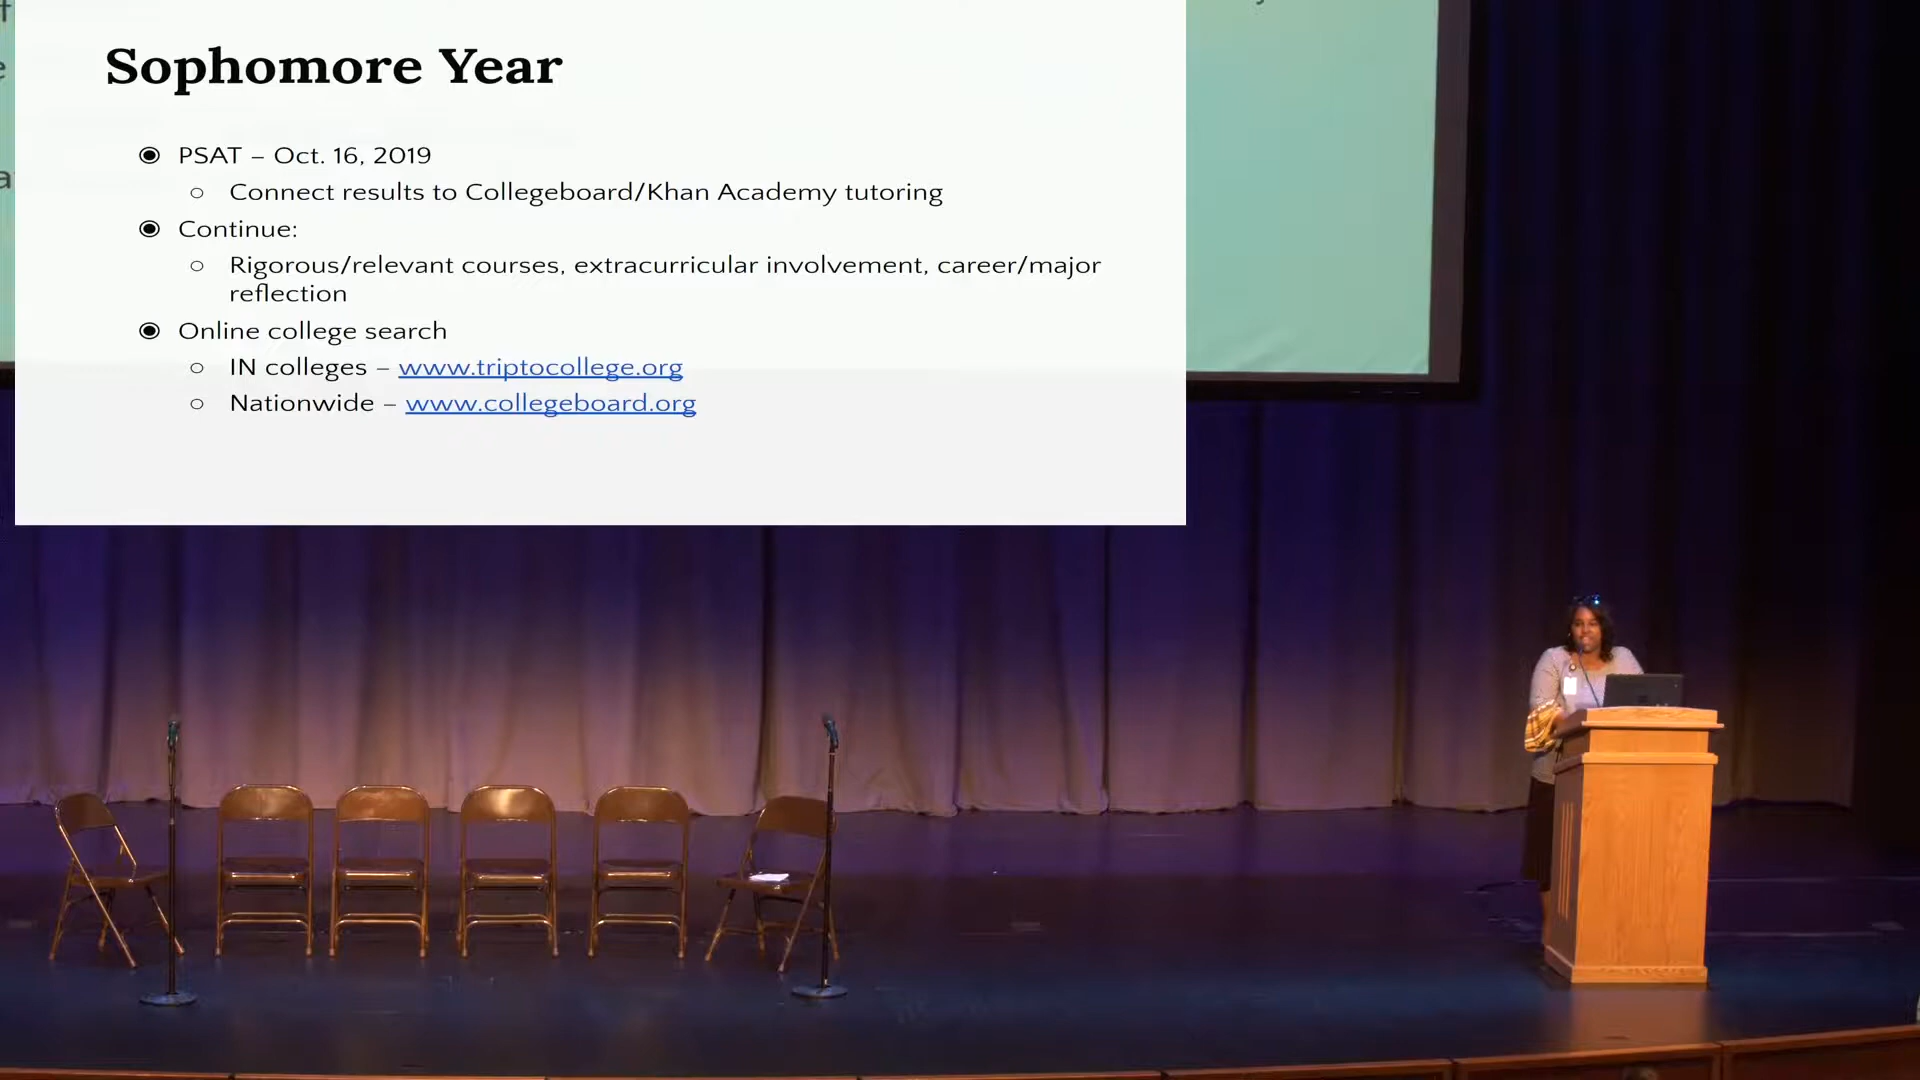 Sophomore Year
◉ PSAT – Oct. 16, 2019
○ Connect results to Collegeboard/Khan Academy tutoring
◉ Continue:
○ Rigorous/relevant courses, extracurricular involvement, career/major
reflection
◉ Online college search
○ IN colleges – www.triptocollege.org
○ Nationwide – www.collegeboard.org